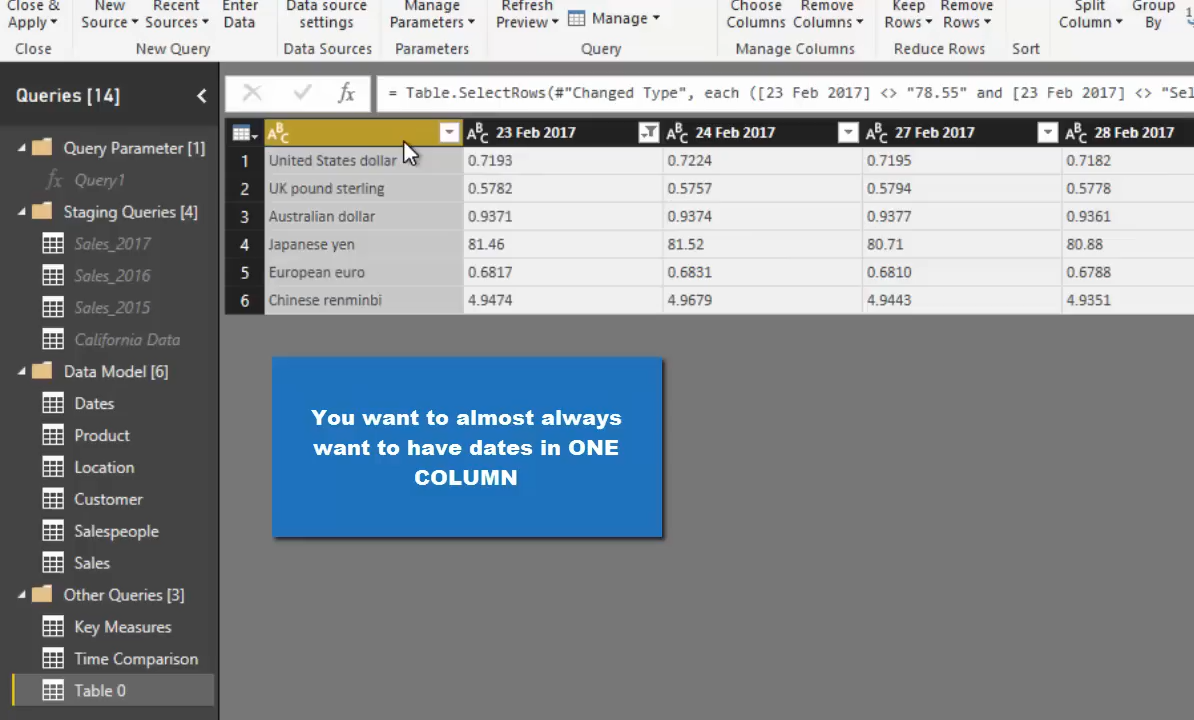 Close & New Recent Enter Data source Manage Refresh Manage Choose Remove Keep Remove Split Group
Apply Source Sources Data settings Parameters Preview Columns Columns Rows Rows Column By
Close New Query Data Sources Parameters Query Manage Columns Reduce Rows Sort
Queries [14]
fx = Table.SelectRows(#"Changed Type", each ([23 Feb 2017] <> "78.55" and [23 Feb 2017] <> "Sel
ABC ABC 23 Feb 2017 ABC 24 Feb 2017 ABC 27 Feb 2017 ABC 28 Feb 2017
1 United States dollar 0.7193 0.7224 0.7195 0.7182
2 UK pound sterling 0.5782 0.5757 0.5794 0.5778
3 Australian dollar 0.9371 0.9374 0.9377 0.9361
4 Japanese yen 81.46 81.52 80.71 80.88
5 European euro 0.6817 0.6831 0.6810 0.6788
6 Chinese renminbi 4.9474 4.9679 4.9443 4.9351
Query Parameter [1]
fx Query1
Staging Queries [4]
Sales_2017
Sales_2016
Sales_2015
California Data
Data Model [6]
Dates
Product
Location
Customer
Salespeople
Sales
Other Queries [3]
Key Measures
Time Comparison
Table 0
You want to almost always
want to have dates in ONE
COLUMN